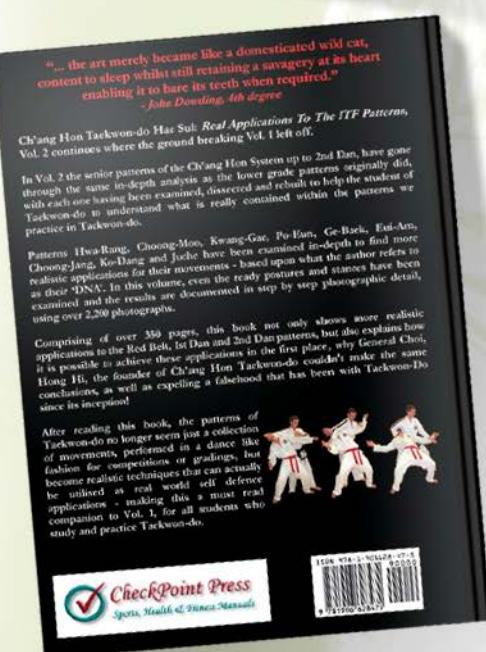 “... the art merely became like a domesticated wild cat,
content to sleep whilst still retaining a savagery at its heart
enabling it to bare its teeth when required.”
- John Dowding, 4th degree
Ch'ang Hon Taekwon-do Hae Sul: Real Applications To The ITF Patterns,
Vol. 2 continues where the ground breaking Vol. 1 left off.
In Vol. 2 the senior patterns of the Ch'ang Hon System up to 2nd Dan, have gone
through the same in-depth analysis as the lower grade patterns originally did,
with each one having been examined, dissected and rebuilt to help the student of
Taekwon-do to understand what is really contained within the patterns we
practice in Taekwon-do.
Patterns Hwa-Rang, Choong-Moo, Kwang-Gae, Po-Eun, Ge-Baek, Eui-Am,
Choong-Jang, Ko-Dang and Juche have been examined in-depth to find more
realistic applications for their movements - based upon what the author refers to
as their 'DNA'. In this volume, even the ready postures and stances have been
examined and the results are documented in step by step photographic detail,
using over 2,200 photographs.
Comprising of over 350 pages, this book not only shows more realistic
applications to the Red Belt, 1st Dan and 2nd Dan patterns, but also explains how
it is possible to achieve these applications in the first place, why General Choi,
Hong Hi, the founder of Ch'ang Hon Taekwon-do couldn't make the same
conclusions, as well as expelling a falsehood that has been with Taekwon-Do
since its inception!
After reading this book, the patterns of
Taekwon-do no longer seem just a collection
of movements, performed in a dance like
fashion for competitions or gradings, but
become realistic techniques that can actually
be utilised as real world self defence
applications - making this a must read
companion to Vol. 1, for all students who
study and practice Taekwon-do.
CheckPoint Press
Sports, Health & Fitness Manuals
ISBN 978-1-906628-47-5
90000